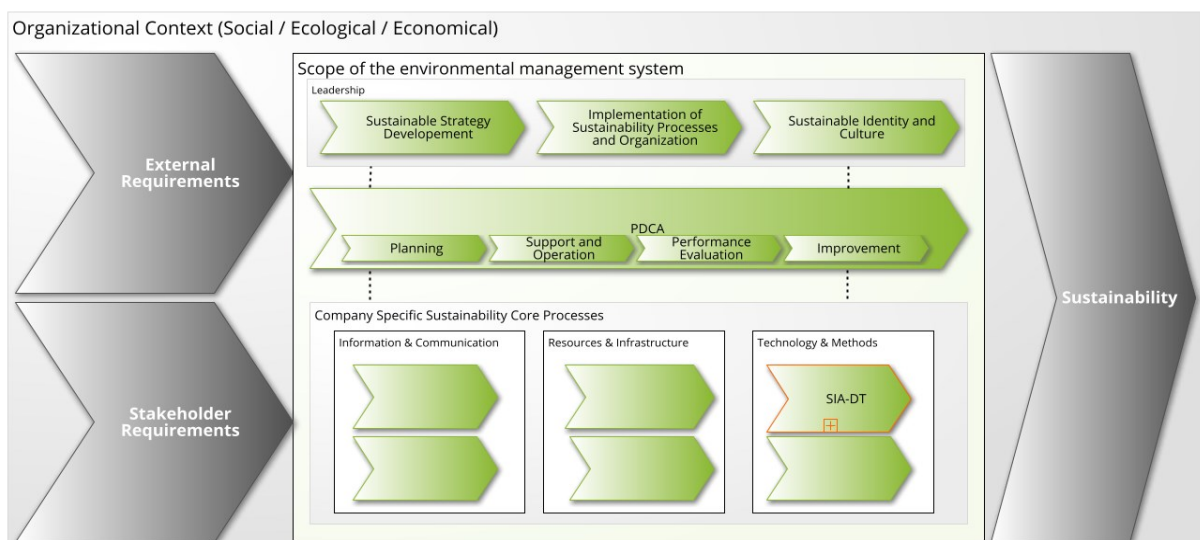 Organizational Context (Social / Ecological / Economical)
External
Requirements
Stakeholder
Requirements
Scope of the environmental management system
Leadership
Sustainable Strategy
Developement
Implementation of
Sustainability Processes
and Organization
Sustainable Identity and
Culture
PDCA
Planning
Support and
Operation
Performance
Evaluation
Improvement
Company Specific Sustainability Core Processes
Information & Communication
Resources & Infrastructure
Technology & Methods
SIA-DT
Sustainability